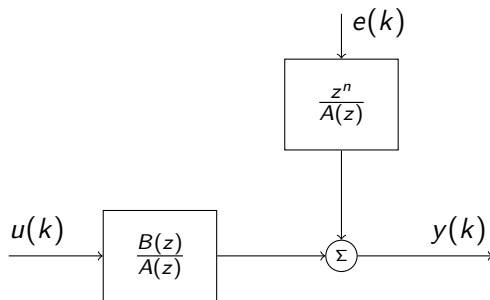 e(k)
z^n
A(z)
u(k)
B(z)
A(z)
Σ
y(k)